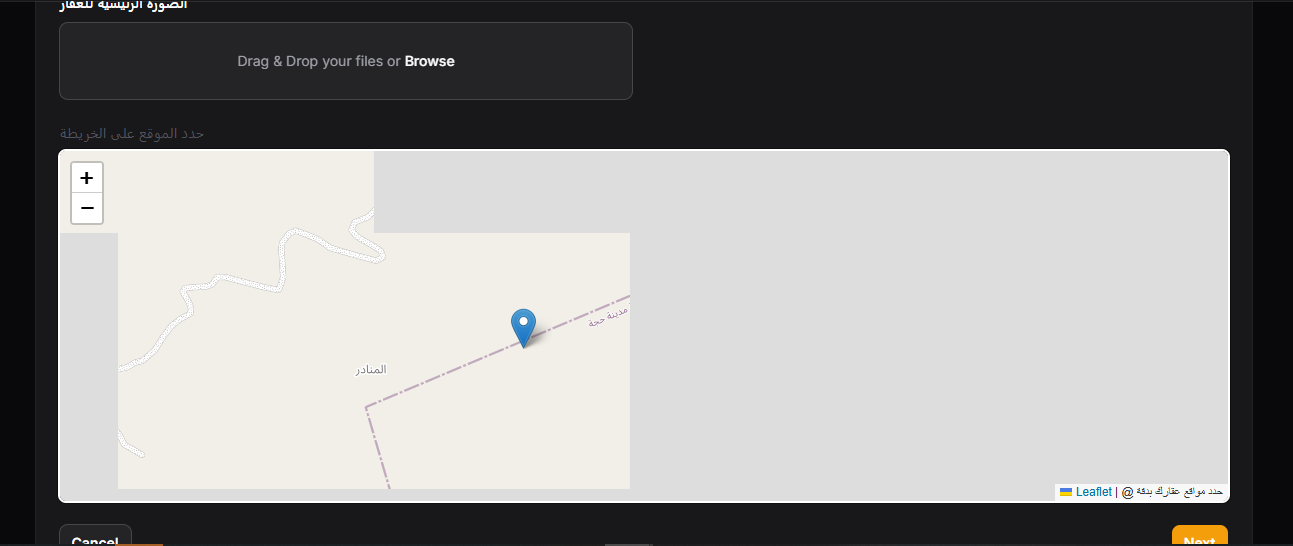 الصورة الرئيسية للعقار
Drag & Drop your files or Browse
حدد الموقع على الخريطة
+
−
مدينة حجة
المنادر
Leaflet | @ حدد مواقع عقارك بدقة
Cancel
Next